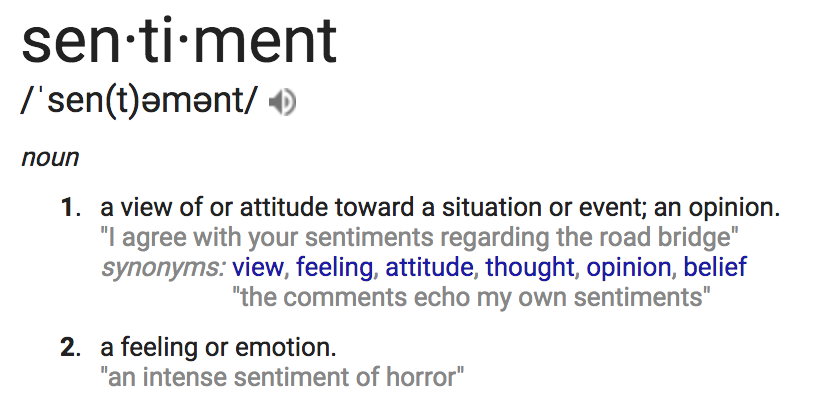 sen·ti·ment
/ˈsen(t)əmənt/
noun
1. a view of or attitude toward a situation or event; an opinion.
"I agree with your sentiments regarding the road bridge"
synonyms: view, feeling, attitude, thought, opinion, belief
"the comments echo my own sentiments"
2. a feeling or emotion.
"an intense sentiment of horror"